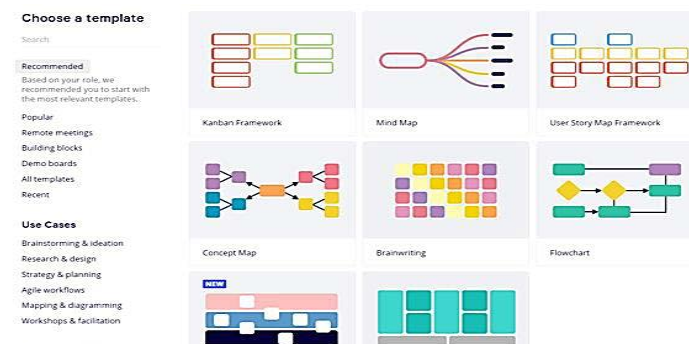 Choose a template
Search
Recommended
Based on your role, we
recommended you to start with
the most relevant templates.
Popular
Remote meetings
Building blocks
Demo boards
All templates
Recent
Use Cases
Brainstorming & ideation
Research & design
Strategy & planning
Agile workflows
Mapping & diagramming
Workshops & facilitation
Kanban Framework
Mind Map
User Story Map Framework
Concept Map
Brainwriting
Flowchart
NEW